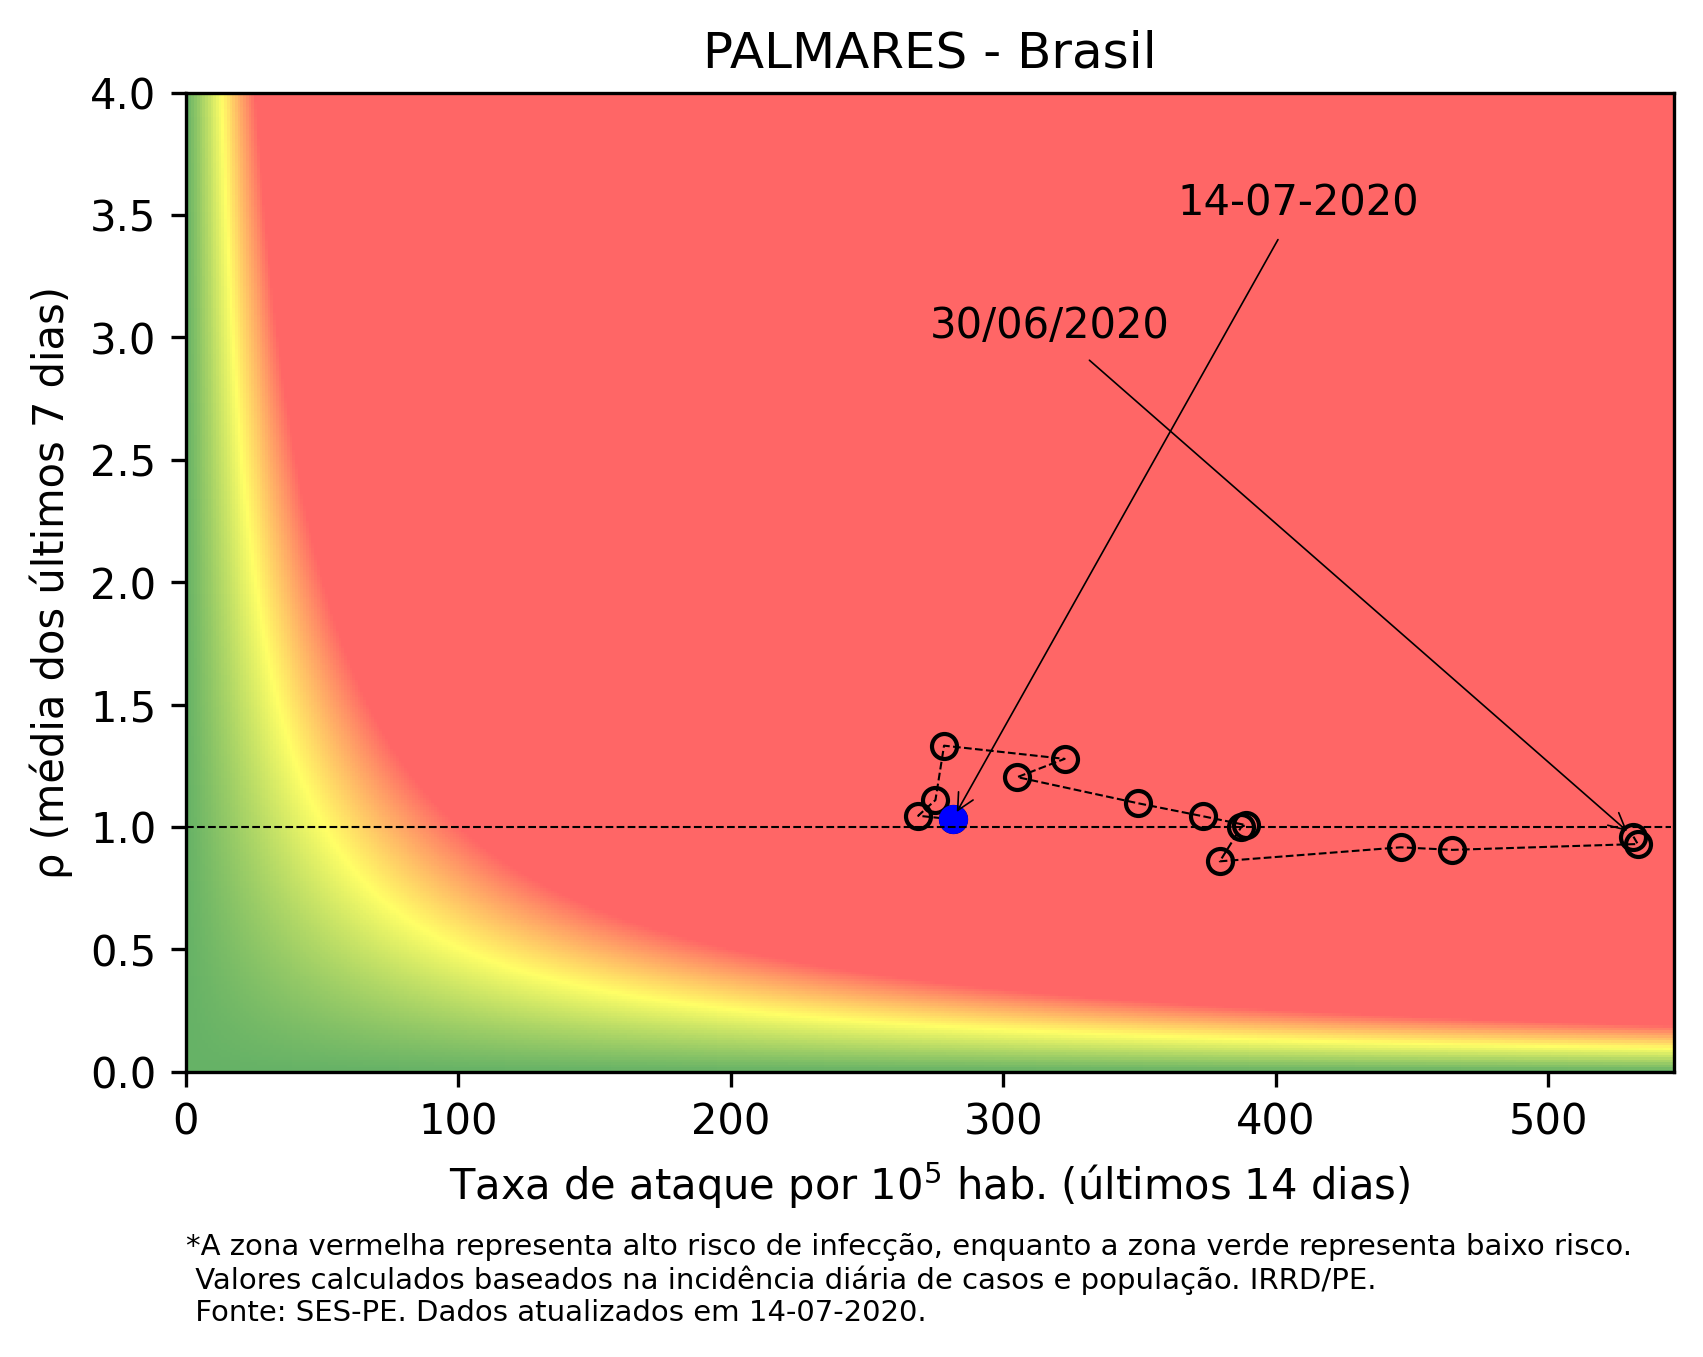 PALMARES - Brasil
4.0
3.5
3.0
2.5
2.0
1.5
1.0
0.5
0.0
ρ (média dos últimos 7 dias)
14-07-2020
30/06/2020
0 100 200 300 400 500
Taxa de ataque por 10⁵ hab. (últimos 14 dias)
*A zona vermelha representa alto risco de infecção, enquanto a zona verde representa baixo risco.
Valores calculados baseados na incidência diária de casos e população. IRRD/PE.
Fonte: SES-PE. Dados atualizados em 14-07-2020.